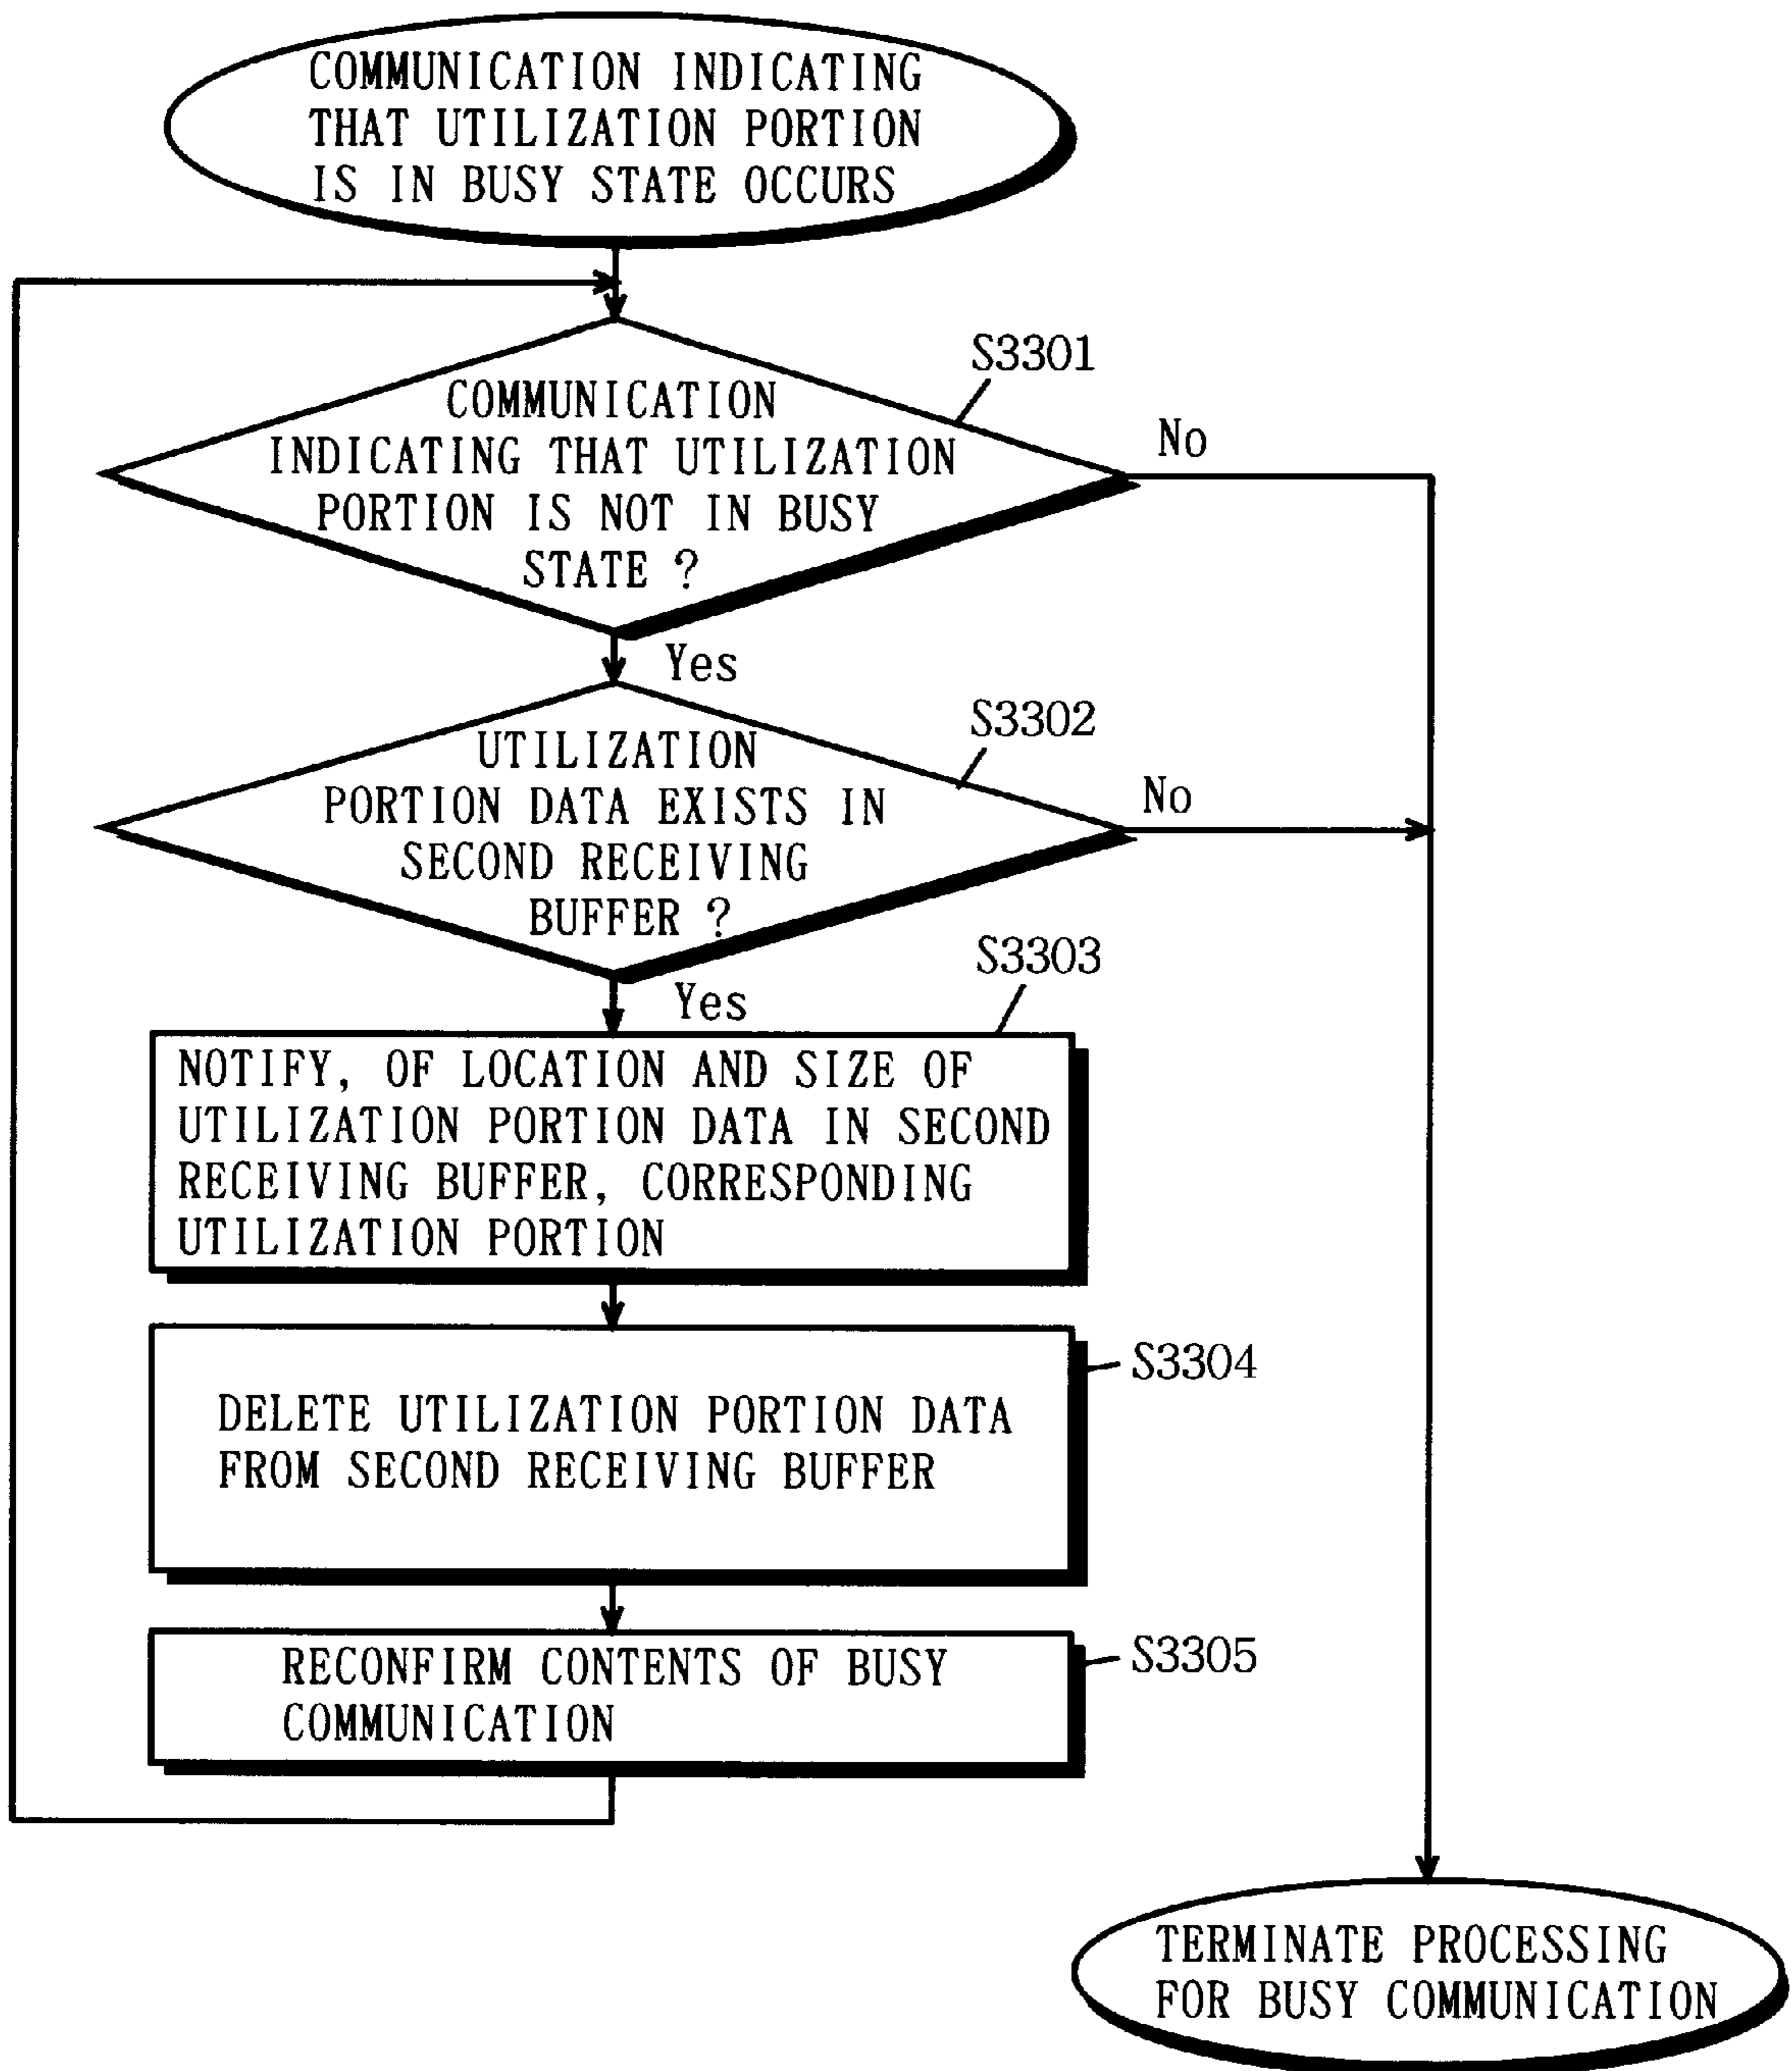 COMMUNICATION INDICATING
THAT UTILIZATION PORTION
IS IN BUSY STATE OCCURS
S3301
COMMUNICATION
INDICATING THAT UTILIZATION
PORTION IS NOT IN BUSY
STATE ?
No
Yes
S3302
UTILIZATION
PORTION DATA EXISTS IN
SECOND RECEIVING
BUFFER ?
No
Yes
S3303
NOTIFY, OF LOCATION AND SIZE OF
UTILIZATION PORTION DATA IN SECOND
RECEIVING BUFFER, CORRESPONDING
UTILIZATION PORTION
S3304
DELETE UTILIZATION PORTION DATA
FROM SECOND RECEIVING BUFFER
S3305
RECONFIRM CONTENTS OF BUSY
COMMUNICATION
TERMINATE PROCESSING
FOR BUSY COMMUNICATION